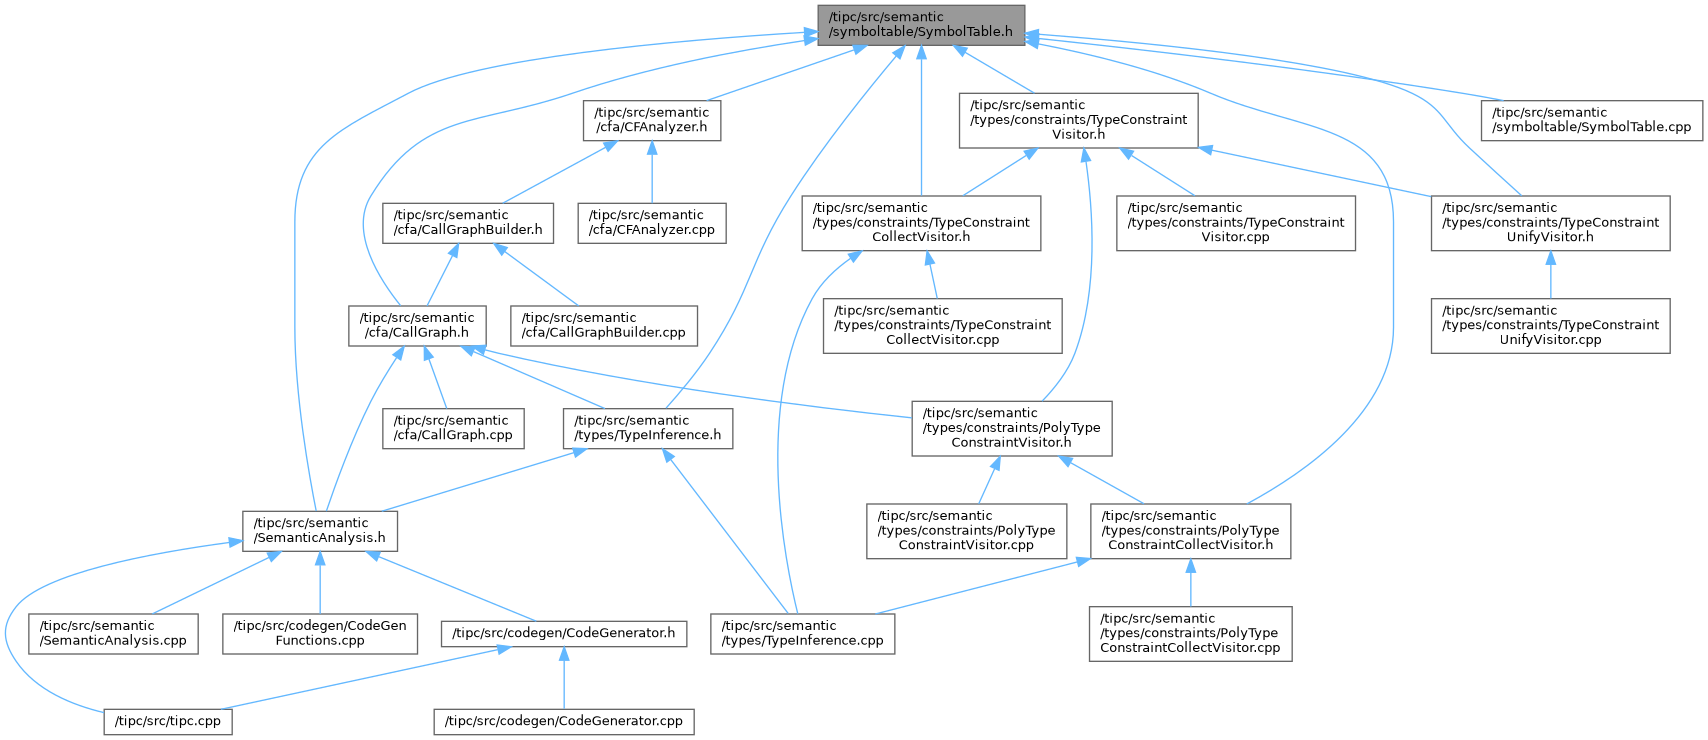 /tipc/src/semantic
/symboltable/SymbolTable.h
/tipc/src/semantic
/cfa/CFAnalyzer.h
/tipc/src/semantic
/types/constraints/TypeConstraint
Visitor.h
/tipc/src/semantic
/symboltable/SymbolTable.cpp
/tipc/src/semantic
/cfa/CallGraphBuilder.h
/tipc/src/semantic
/cfa/CFAnalyzer.cpp
/tipc/src/semantic
/types/constraints/TypeConstraint
CollectVisitor.h
/tipc/src/semantic
/types/constraints/TypeConstraint
Visitor.cpp
/tipc/src/semantic
/types/constraints/TypeConstraint
UnifyVisitor.h
/tipc/src/semantic
/cfa/CallGraph.h
/tipc/src/semantic
/cfa/CallGraphBuilder.cpp
/tipc/src/semantic
/types/constraints/TypeConstraint
CollectVisitor.cpp
/tipc/src/semantic
/types/constraints/TypeConstraint
UnifyVisitor.cpp
/tipc/src/semantic
/cfa/CallGraph.cpp
/tipc/src/semantic
/types/TypeInference.h
/tipc/src/semantic
/types/constraints/PolyType
ConstraintVisitor.h
/tipc/src/semantic
/SemanticAnalysis.h
/tipc/src/semantic
/types/constraints/PolyType
ConstraintVisitor.cpp
/tipc/src/semantic
/types/constraints/PolyType
ConstraintCollectVisitor.h
/tipc/src/semantic
/SemanticAnalysis.cpp
/tipc/src/codegen/CodeGen
Functions.cpp
/tipc/src/codegen/CodeGenerator.h
/tipc/src/semantic
/types/TypeInference.cpp
/tipc/src/semantic
/types/constraints/PolyType
ConstraintCollectVisitor.cpp
/tipc/src/tipc.cpp
/tipc/src/codegen/CodeGenerator.cpp